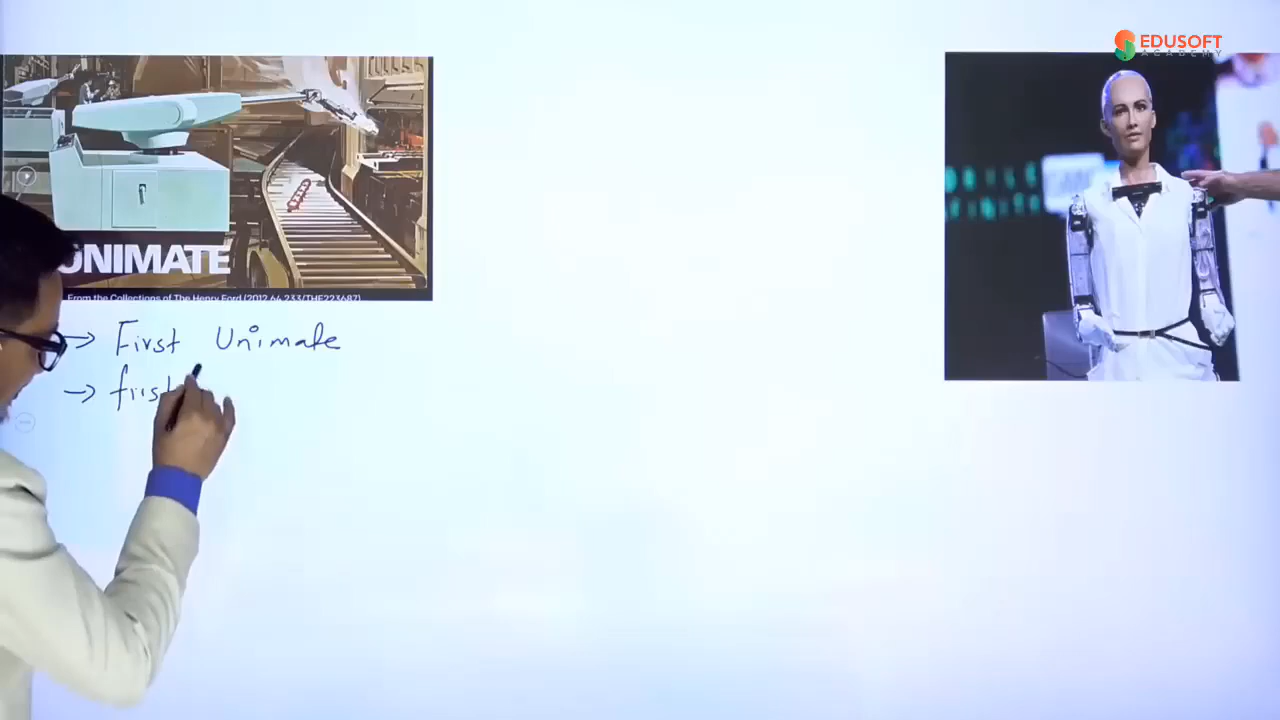 EDUSOFT
ACADEMY
UNIMATE
From the Collections of The Henry Ford (2012.64.233/THF223687)
→ First Unimate
→ first